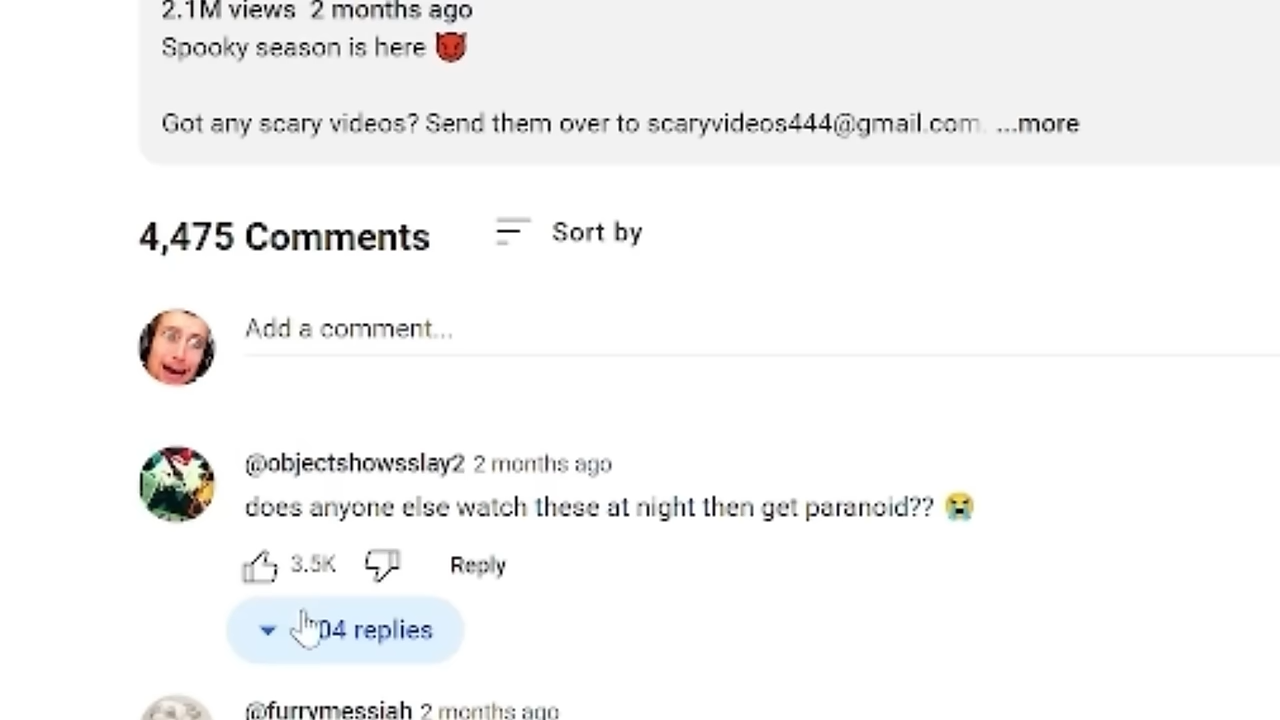 2.1M views 2 months ago
Spooky season is here
Got any scary videos? Send them over to scaryvideos444@gmail.com. ...more
4,475 Comments
Sort by
Add a comment...
@objectshowsslay2 2 months ago
does anyone else watch these at night then get paranoid??
3.5K
Reply
replies
@furrymessiah 2 months ago